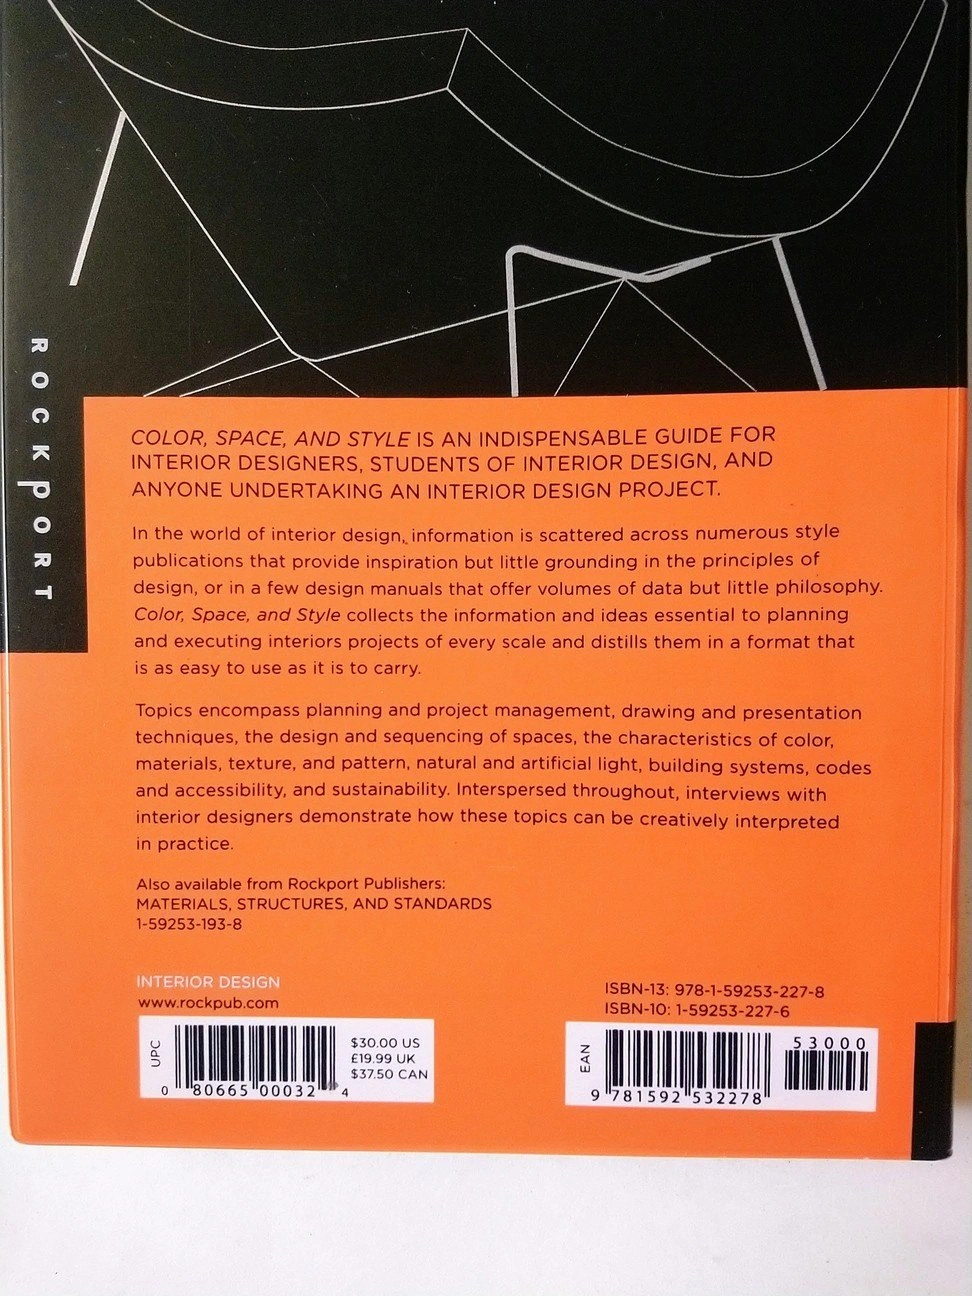 ROCKPORT
COLOR, SPACE, AND STYLE IS AN INDISPENSABLE GUIDE FOR
INTERIOR DESIGNERS, STUDENTS OF INTERIOR DESIGN, AND
ANYONE UNDERTAKING AN INTERIOR DESIGN PROJECT.
In the world of interior design, information is scattered across numerous style
publications that provide inspiration but little grounding in the principles of
design, or in a few design manuals that offer volumes of data but little philosophy.
Color, Space, and Style collects the information and ideas essential to planning
and executing interiors projects of every scale and distills them in a format that
is as easy to use as it is to carry.
Topics encompass planning and project management, drawing and presentation
techniques, the design and sequencing of spaces, the characteristics of color,
materials, texture, and pattern, natural and artificial light, building systems, codes
and accessibility, and sustainability. Interspersed throughout, interviews with
interior designers demonstrate how these topics can be creatively interpreted
in practice.
Also available from Rockport Publishers:
MATERIALS, STRUCTURES, AND STANDARDS
1-59253-193-8
INTERIOR DESIGN
www.rockpub.com
UPC
$30.00 US
£19.99 UK
$37.50 CAN
0 80665 00032 4
ISBN-13: 978-1-59253-227-8
ISBN-10: 1-59253-227-6
EAN
53000
9 781592 532278